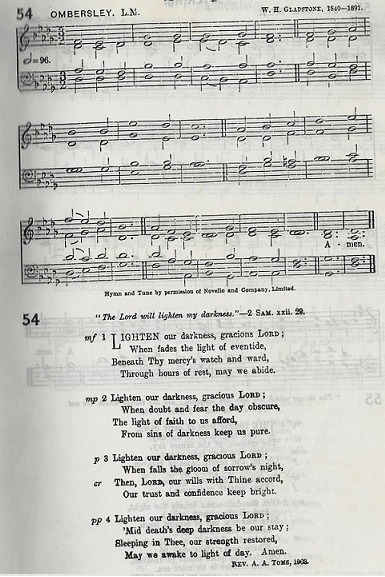 54 OMBERSLEY. L.M. W. H. GLADSTONE, 1840–1891.
=96.
A - men.
Hymn and Tune by permission of Novello and Company, Limited.
54
"The Lord will lighten my darkness."—2 SAM. xxii. 29.
mf 1 LIGHTEN our darkness, gracious LORD;
When fades the light of eventide,
Beneath Thy mercy's watch and ward,
Through hours of rest, may we abide.
mp 2 Lighten our darkness, gracious LORD;
When doubt and fear the day obscure,
The light of faith to us afford,
From sins of darkness keep us pure.
p 3 Lighten our darkness, gracious LORD;
When falls the gloom of sorrow's night,
cr Then, LORD, our wills with Thine accord,
Our trust and confidence keep bright.
pp 4 Lighten our darkness, gracious LORD;
'Mid death's deep darkness be our stay;
Sleeping in Thee, our strength restored,
May we awake to light of day. Amen.
REV. A. A. TOMS, 1903.